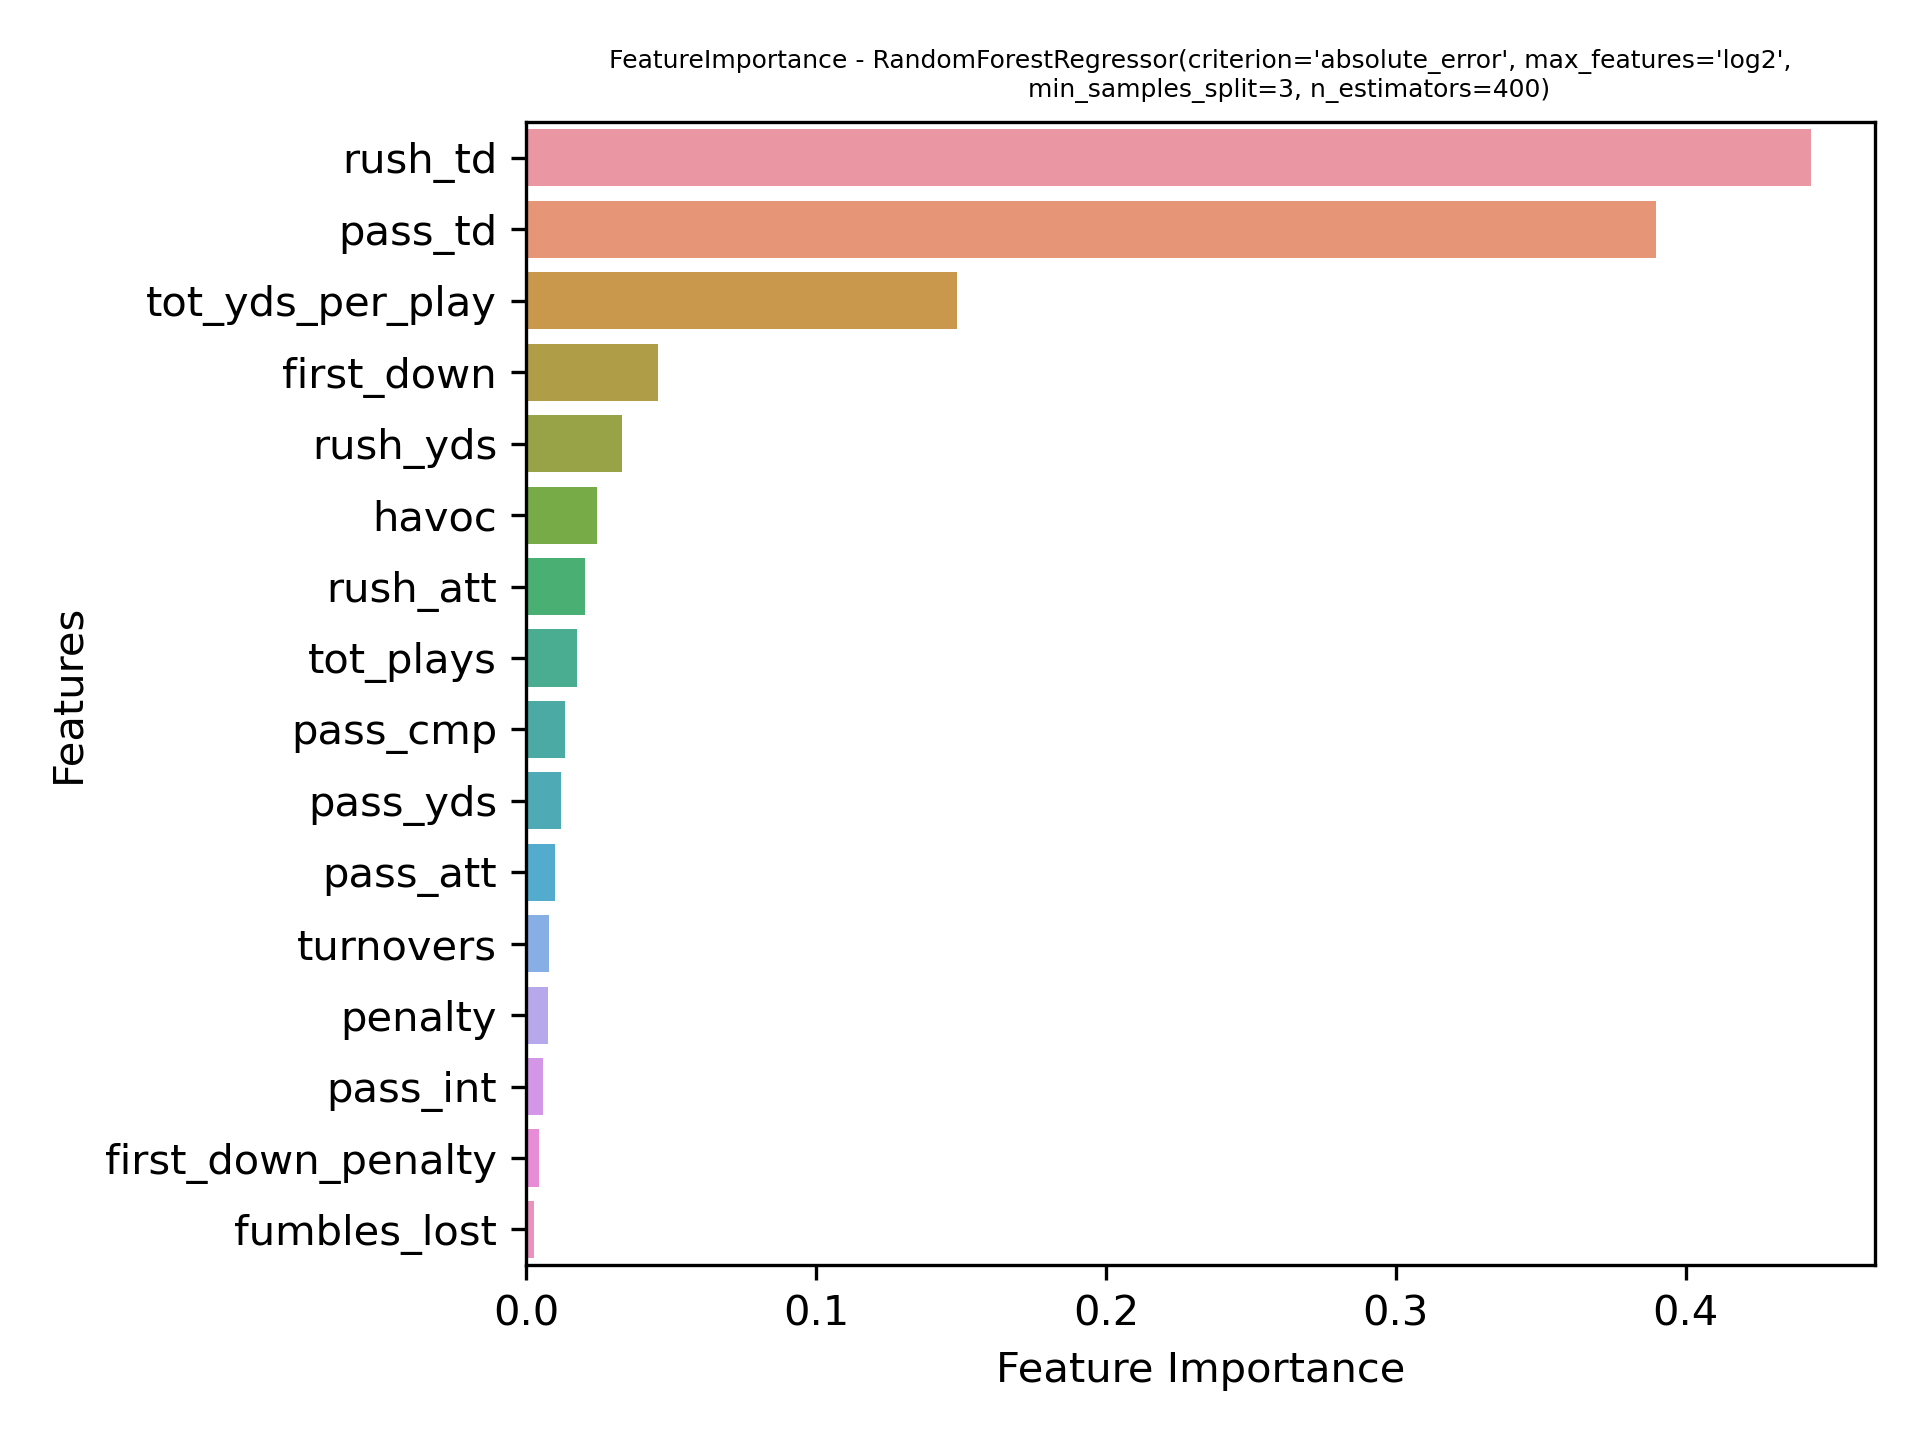 FeatureImportance - RandomForestRegressor(criterion='absolute_error', max_features='log2',
min_samples_split=3, n_estimators=400)
rush_td
pass_td
tot_yds_per_play
first_down
rush_yds
havoc
rush_att
tot_plays
pass_cmp
pass_yds
pass_att
turnovers
penalty
pass_int
first_down_penalty
fumbles_lost
Features
0.0 0.1 0.2 0.3 0.4
Feature Importance